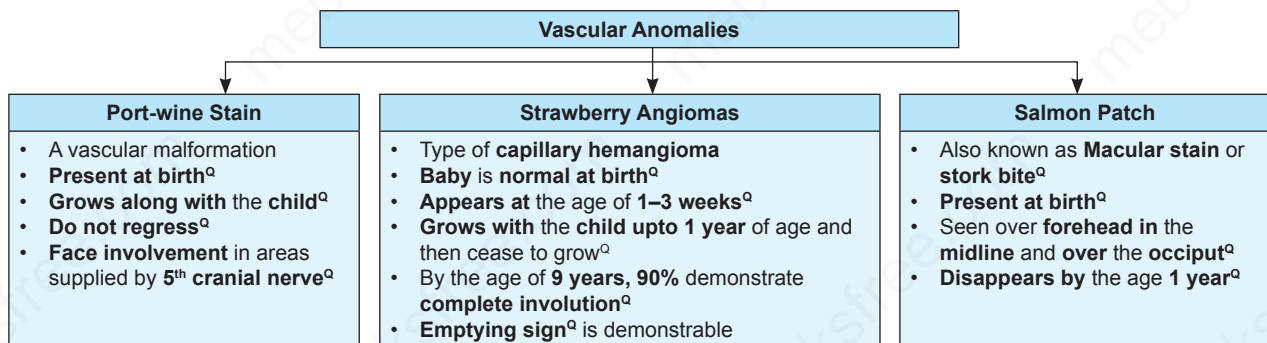 Vascular Anomalies
Port-wine Stain
• A vascular malformation
• Present at birthQ
• Grows along with the childQ
• Do not regressQ
• Face involvement in areas
supplied by 5th cranial nerveQ
Strawberry Angiomas
• Type of capillary hemangioma
• Baby is normal at birthQ
• Appears at the age of 1–3 weeksQ
• Grows with the child upto 1 year of age and
then cease to growQ
• By the age of 9 years, 90% demonstrate
complete involutionQ
• Emptying signQ is demonstrable
Salmon Patch
• Also known as Macular stain or
stork biteQ
• Present at birthQ
• Seen over forehead in the
midline and over the occiputQ
• Disappears by the age 1 yearQ